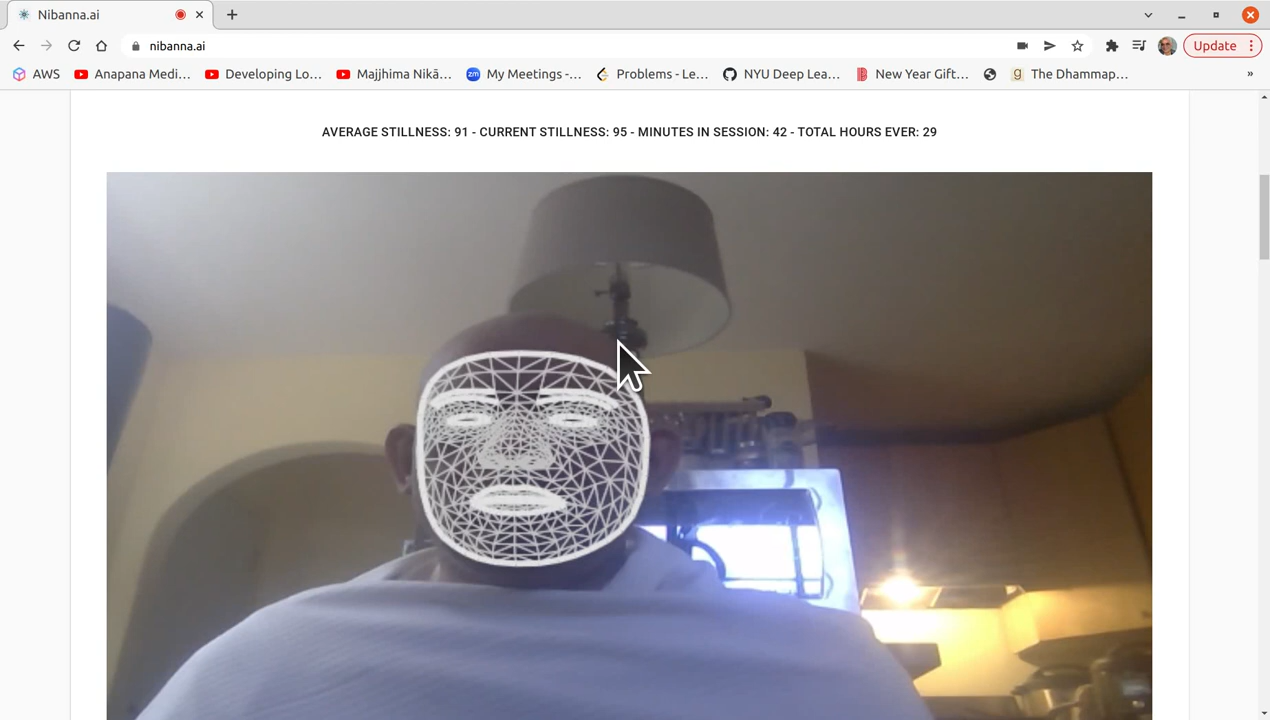 Nibanna.ai
nibanna.ai
Update
AWS
Anapana Medi...
Developing Lo...
Majjhima Nikā...
zm
My Meetings -...
Problems - Le...
NYU Deep Lea...
New Year Gift...
g
The Dhammap...
»
AVERAGE STILLNESS: 91 - CURRENT STILLNESS: 95 - MINUTES IN SESSION: 42 - TOTAL HOURS EVER: 29